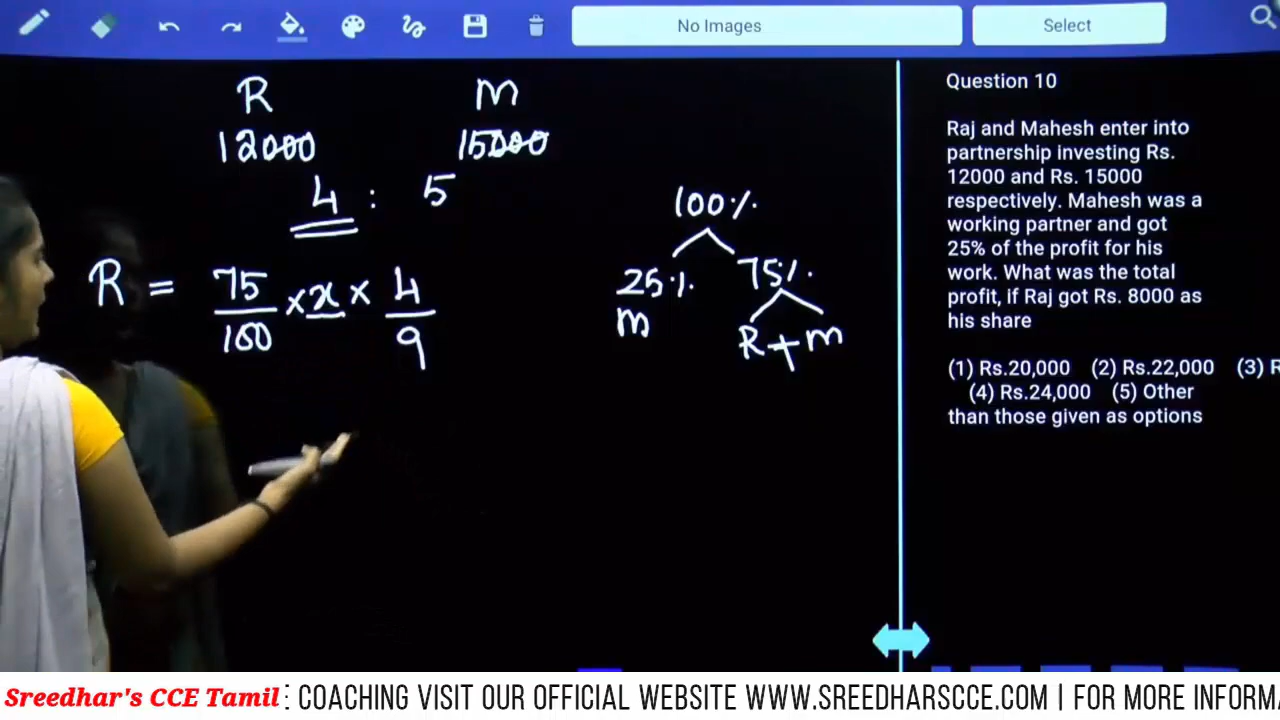 No Images
Select
R m
12000 15000
4 : 5
R = 75/100 × x × 4/9
100%
25% 75%
m R + m
Question 10
Raj and Mahesh enter into
partnership investing Rs.
12000 and Rs. 15000
respectively. Mahesh was a
working partner and got
25% of the profit for his
work. What was the total
profit, if Raj got Rs. 8000 as
his share
(1) Rs.20,000 (2) Rs.22,000 (3) R
(4) Rs.24,000 (5) Other
than those given as options
Sreedhar's CCE Tamil : COACHING VISIT OUR OFFICIAL WEBSITE WWW.SREEDHARSCCE.COM | FOR MORE INFORMA